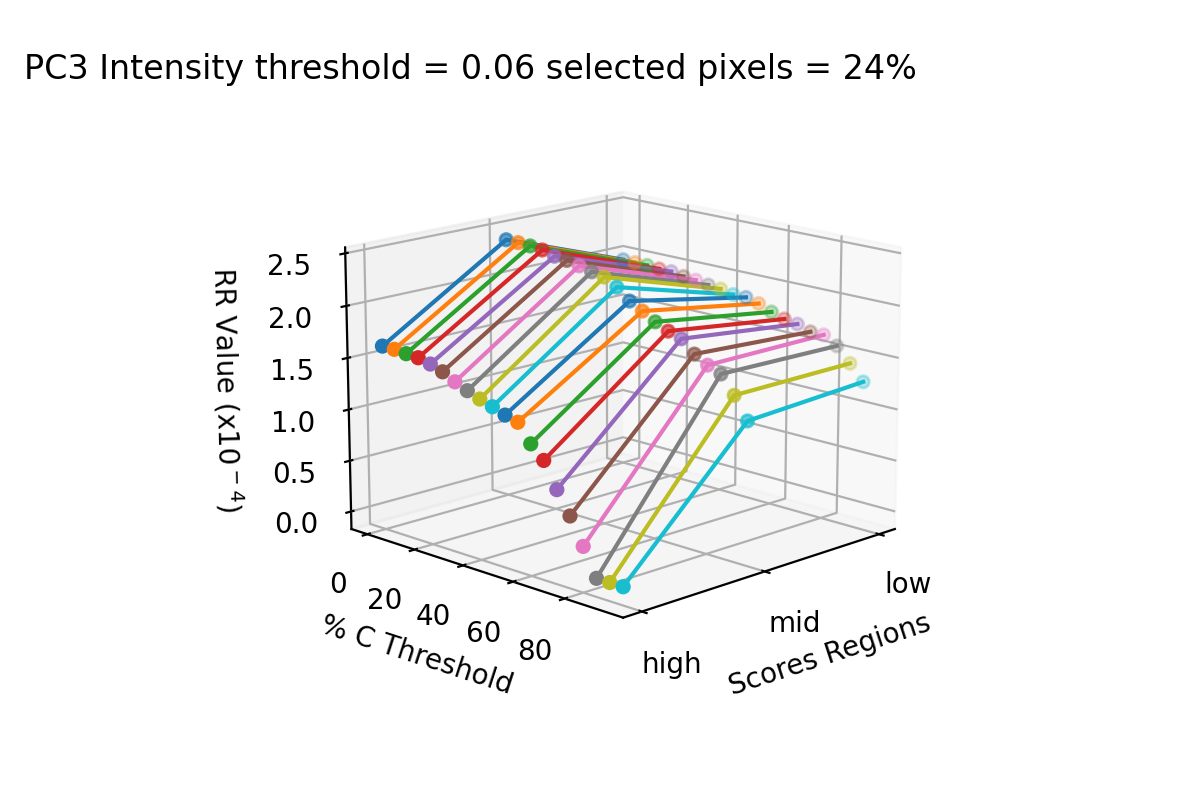 PC3 Intensity threshold = 0.06 selected pixels = 24%
2.5
2.0
1.5
1.0
0.5
0.0
RR Value (x10⁻⁴)
0
20
40
60
80
% C Threshold
high
mid
low
Scores Regions